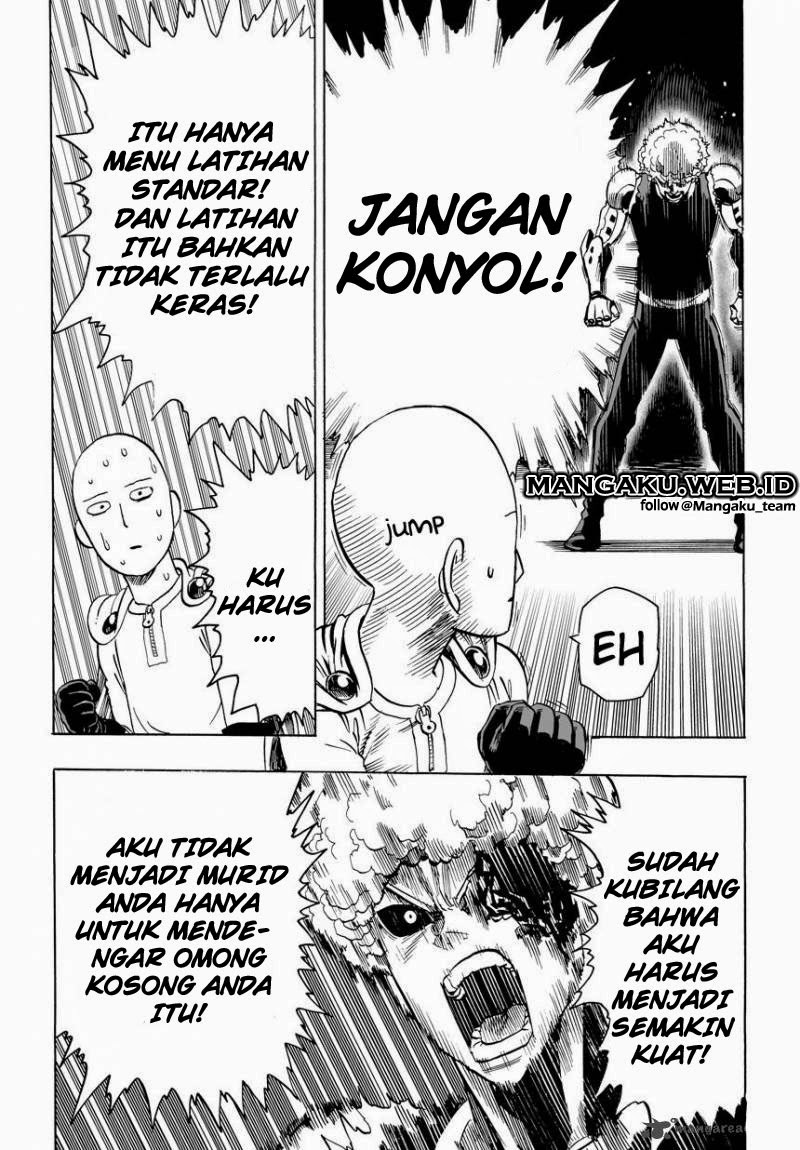 JANGAN
KONYOL!
MANGAKU.WEB.ID
follow @Mangaku_team
jump
EH
ITU HANYA
MENU LATIHAN
STANDAR!
DAN LATIHAN
ITU BAHKAN
TIDAK TERLALU
KERAS!
KU
HARUS
...
SUDAH
KUBILANG
BAHWA
AKU
HARUS
MENJADI
SEMAKIN
KUAT!
AKU TIDAK
MENJADI MURID
ANDA HANYA
UNTUK MENDE-
NGAR OMONG
KOSONG ANDA
ITU!